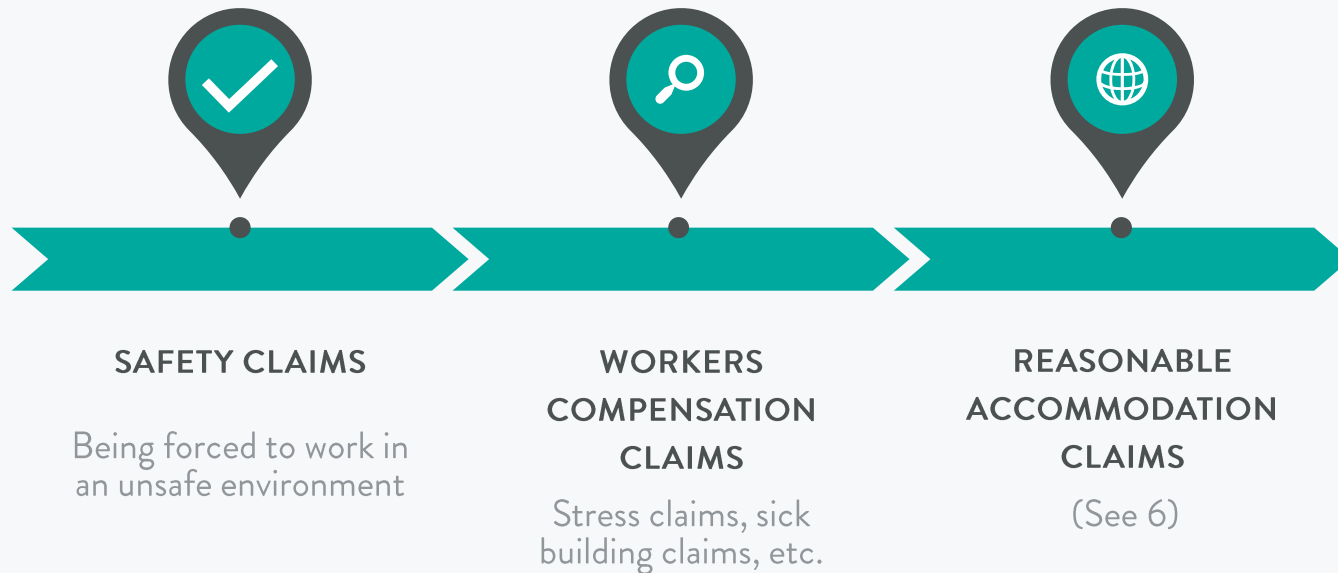 SAFETY CLAIMS
Being forced to work in
an unsafe environment
WORKERS
COMPENSATION
CLAIMS
Stress claims, sick
building claims, etc.
REASONABLE
ACCOMMODATION
CLAIMS
(See 6)